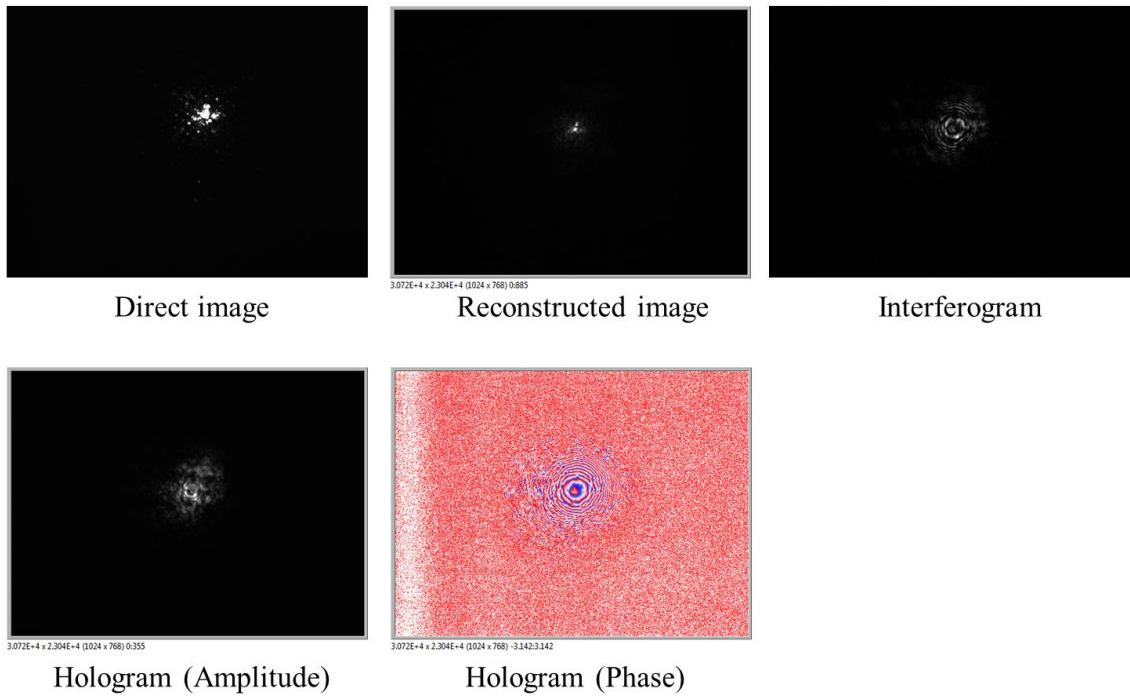 Direct image
3.072E+4 x 2.304E+4 (1024 x 768) 0:885
Reconstructed image
Interferogram
3.072E+4 x 2.304E+4 (1024 x 768) 0:355
Hologram (Amplitude)
3.072E+4 x 2.304E+4 (1024 x 768) -3.142:3.142
Hologram (Phase)